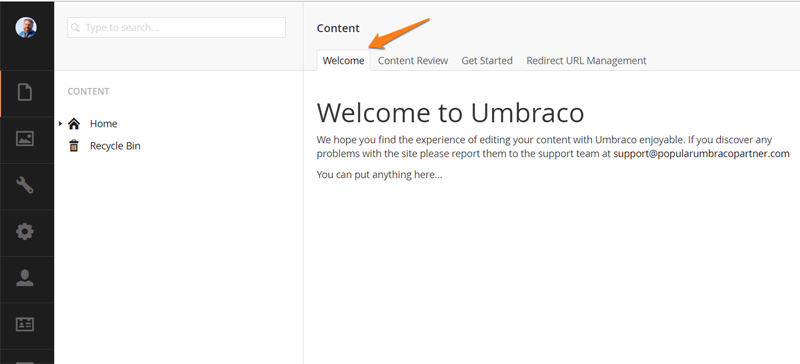 Type to search...
Content
Welcome Content Review Get Started Redirect URL Management
CONTENT
Home
Recycle Bin
Welcome to Umbraco
We hope you find the experience of editing your content with Umbraco enjoyable. If you discover any
problems with the site please report them to the support team at support@popularumbracopartner.com
You can put anything here...